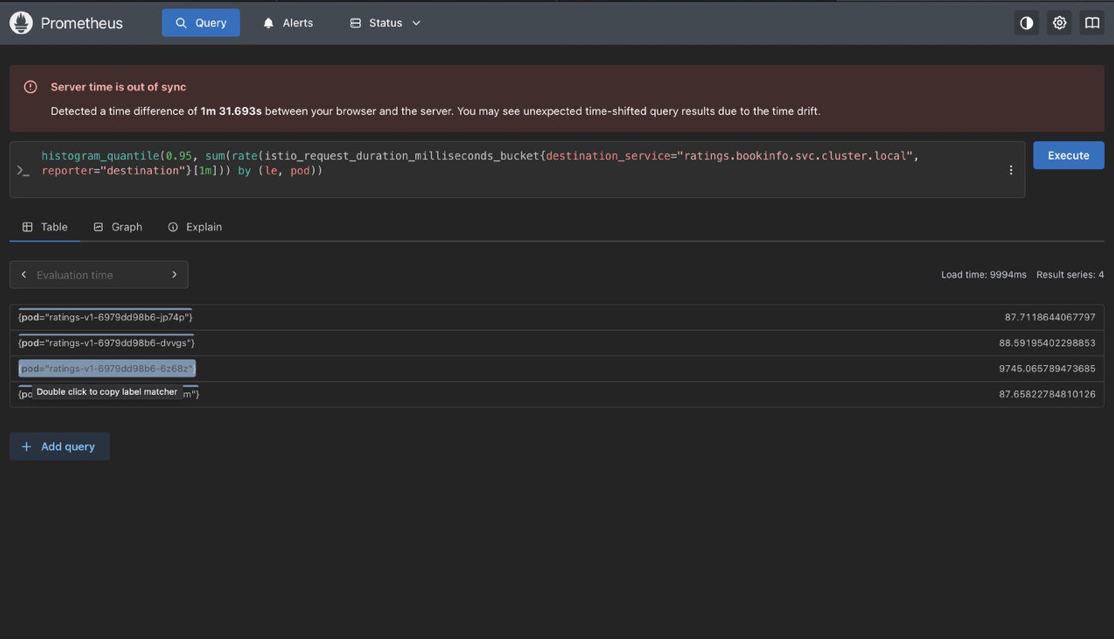 Prometheus
Query
Alerts
Status
Server time is out of sync
Detected a time difference of 1m 31.693s between your browser and the server. You may see unexpected time-shifted query results due to the time drift.
histogram_quantile(0.95, sum(rate(istio_request_duration_milliseconds_bucket{destination_service="ratings.bookinfo.svc.cluster.local",
reporter="destination"}[1m])) by (le, pod))
Execute
Table
Graph
Explain
Evaluation time
Load time: 9994ms Result series: 4
{pod="ratings-v1-6979dd98b6-jp74p"} 87.7118644067797
{pod="ratings-v1-6979dd98b6-dvvgs"} 88.59195402298853
{pod="ratings-v1-6979dd98b6-6z68z"} 9745.065789473685
Double click to copy label matcher
{po m"} 87.65822784810126
+ Add query